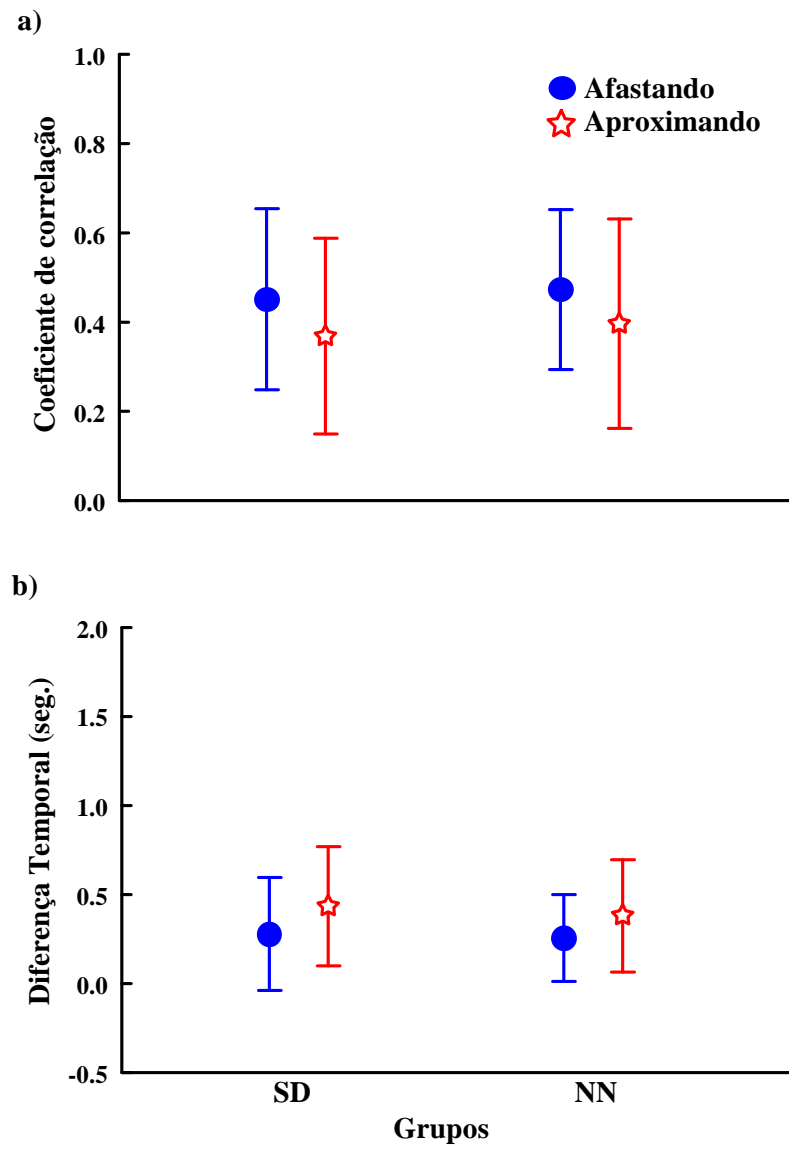 a)
Coeficiente de correlação
1.0
0.8
0.6
0.4
0.2
0.0
Afastando
Aproximando
b)
Diferença Temporal (seg.)
2.0
1.5
1.0
0.5
0.0
-0.5
SD NN
Grupos